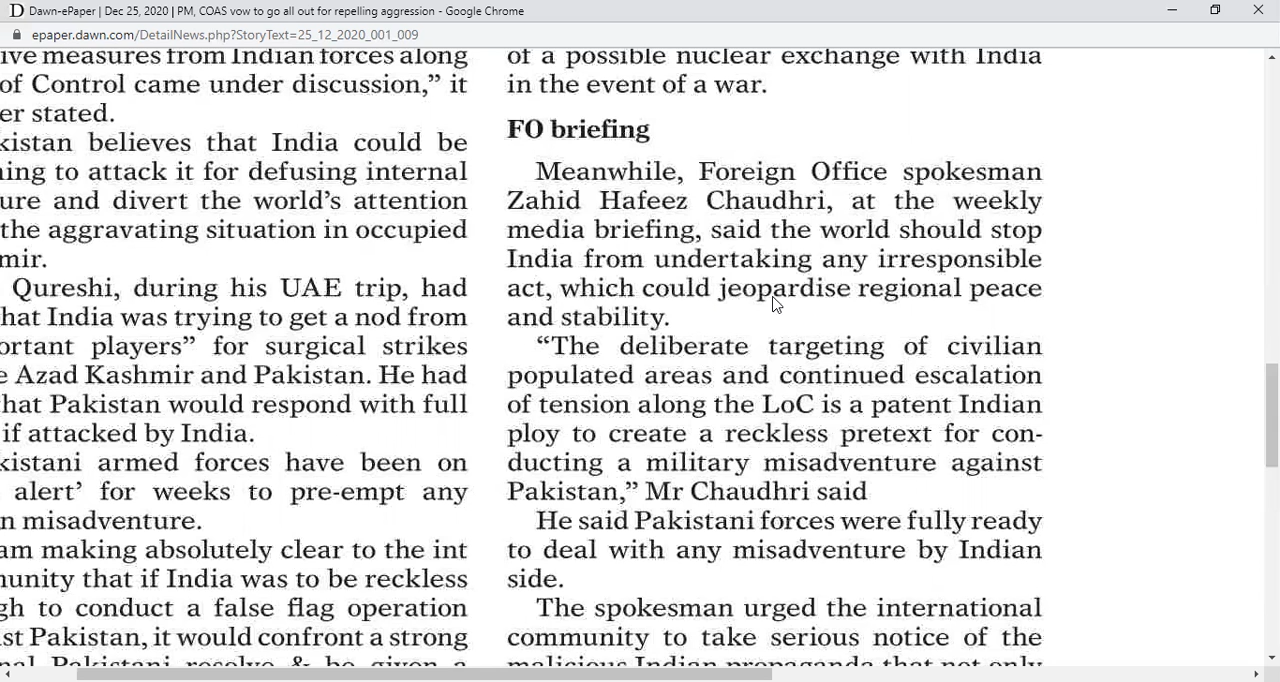 Dawn-ePaper | Dec 25, 2020 | PM, COAS vow to go all out for repelling aggression - Google Chrome
epaper.dawn.com/DetailNews.php?StoryText=25_12_2020_001_009
ive measures from Indian forces along
of Control came under discussion,” it
er stated.
kistan believes that India could be
ning to attack it for defusing internal
ure and divert the world’s attention
the aggravating situation in occupied
mir.
Qureshi, during his UAE trip, had
hat India was trying to get a nod from
ortant players” for surgical strikes
e Azad Kashmir and Pakistan. He had
hat Pakistan would respond with full
if attacked by India.
kistani armed forces have been on
alert’ for weeks to pre-empt any
n misadventure.
am making absolutely clear to the int
munity that if India was to be reckless
gh to conduct a false flag operation
st Pakistan, it would confront a strong
nal Pakistani resolve & be given a
of a possible nuclear exchange with India
in the event of a war.
FO briefing
Meanwhile, Foreign Office spokesman
Zahid Hafeez Chaudhri, at the weekly
media briefing, said the world should stop
India from undertaking any irresponsible
act, which could jeopardise regional peace
and stability.
“The deliberate targeting of civilian
populated areas and continued escalation
of tension along the LoC is a patent Indian
ploy to create a reckless pretext for con-
ducting a military misadventure against
Pakistan,” Mr Chaudhri said
He said Pakistani forces were fully ready
to deal with any misadventure by Indian
side.
The spokesman urged the international
community to take serious notice of the
malicious Indian propaganda that not only